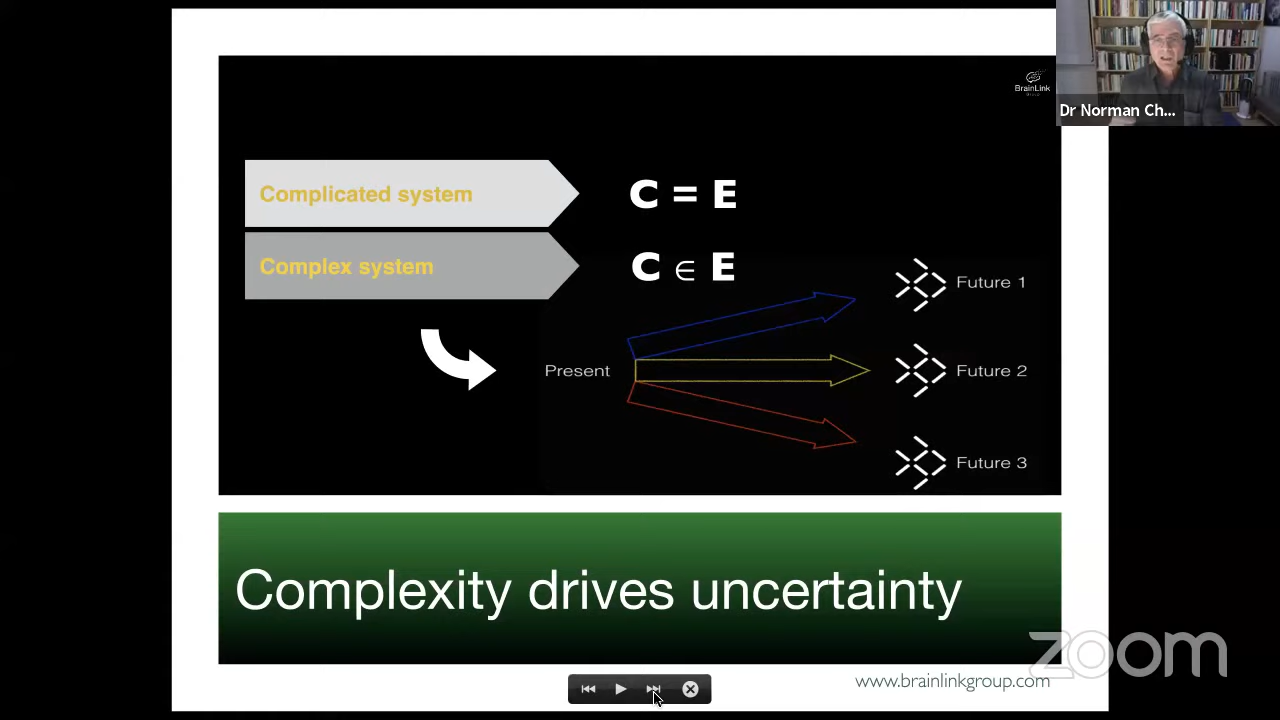 BrainLink
GROUP
Dr Norman Ch...
Complicated system
C = E
Complex system
C ∈ E
Future 1
Present
Future 2
Future 3
Complexity drives uncertainty
zoom
www.brainlinkgroup.com